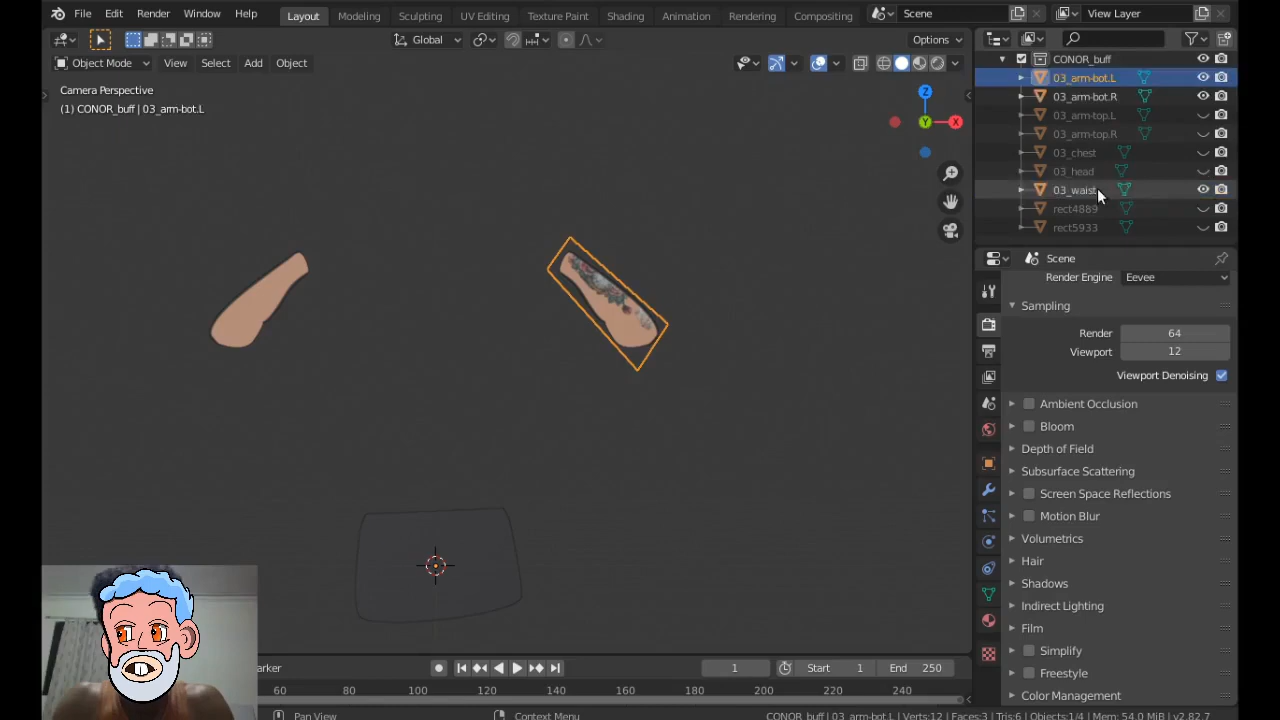 File Edit Render Window Help Layout Modeling Sculpting UV Editing Texture Paint Shading Animation Rendering Compositing Scene View Layer
Global Options
Object Mode View Select Add Object
Camera Perspective
(1) CONOR_buff | 03_arm-bot.L
Z
Y
X
CONOR_buff
03_arm-bot.L
03_arm-bot.R
03_arm-top.L
03_arm-top.R
03_chest
03_head
03_waist
rect4889
rect5933
Scene
Render Engine Eevee
Sampling
Render 64
Viewport 12
Viewport Denoising
Ambient Occlusion
Bloom
Depth of Field
Subsurface Scattering
Screen Space Reflections
Motion Blur
Volumetrics
Hair
Shadows
Indirect Lighting
Film
Simplify
Freestyle
Color Management
arker 1 Start 1 End 250
60 80 100 120 140 160 180 200 220 240
Pan View Context Menu CONOR_buff | 03_arm-bot.L | Verts:12 | Faces:3 | Tris:6 | Objects:1/4 | Mem: 54.0 MiB | v2.82.7